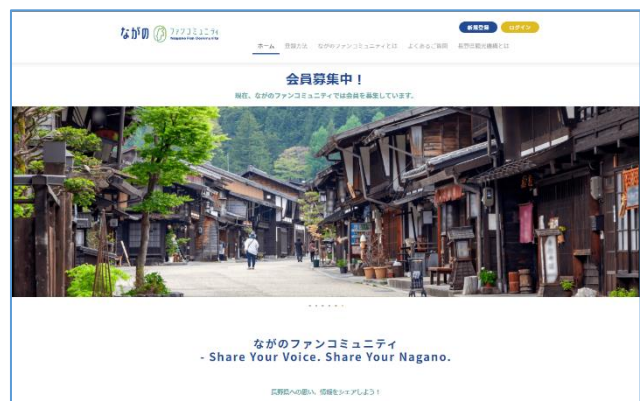 ながの ファンコミュニティ
Nagano Fan Community
新規登録 ログイン
ホーム 登録方法 ながのファンコミュニティとは よくあるご質問 長野県観光機構とは
会員募集中！
現在、ながのファンコミュニティでは会員を募集しています。
ながのファンコミュニティ
- Share Your Voice. Share Your Nagano.
長野県への思い、情報をシェアしよう！